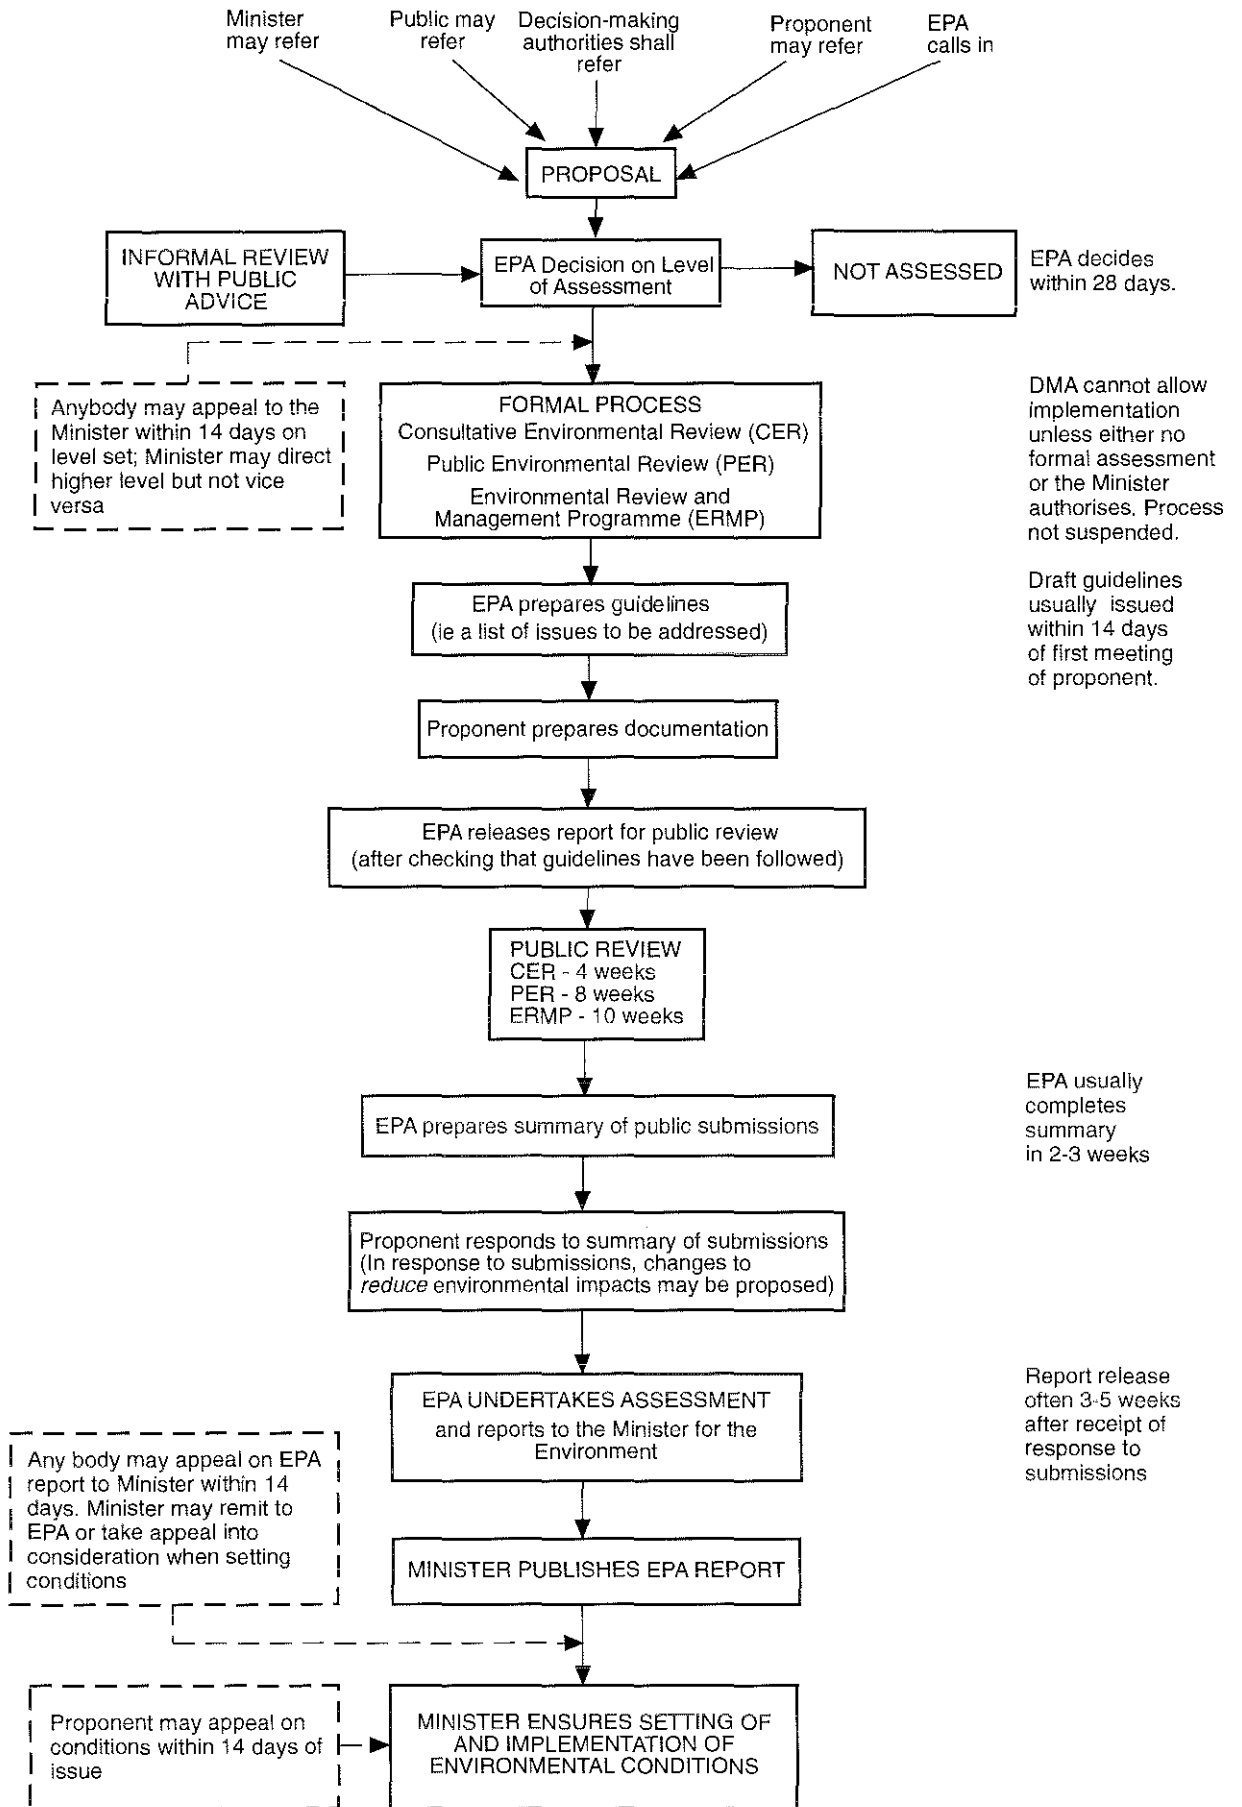 Minister
may refer
Public may
refer
Decision-making
authorities shall
refer
Proponent
may refer
EPA
calls in
PROPOSAL
INFORMAL REVIEW
WITH PUBLIC
ADVICE
EPA Decision on Level
of Assessment
NOT ASSESSED
EPA decides
within 28 days.
Anybody may appeal to the
Minister within 14 days on
level set; Minister may direct
higher level but not vice
versa
FORMAL PROCESS
Consultative Environmental Review (CER)
Public Environmental Review (PER)
Environmental Review and
Management Programme (ERMP)
DMA cannot allow
implementation
unless either no
formal assessment
or the Minister
authorises. Process
not suspended.
EPA prepares guidelines
(ie a list of issues to be addressed)
Draft guidelines
usually issued
within 14 days
of first meeting
of proponent.
Proponent prepares documentation
EPA releases report for public review
(after checking that guidelines have been followed)
PUBLIC REVIEW
CER - 4 weeks
PER - 8 weeks
ERMP - 10 weeks
EPA prepares summary of public submissions
EPA usually
completes
summary
in 2-3 weeks
Proponent responds to summary of submissions
(In response to submissions, changes to
reduce environmental impacts may be proposed)
EPA UNDERTAKES ASSESSMENT
and reports to the Minister for the
Environment
Report release
often 3-5 weeks
after receipt of
response to
submissions
Any body may appeal on EPA
report to Minister within 14
days. Minister may remit to
EPA or take appeal into
consideration when setting
conditions
MINISTER PUBLISHES EPA REPORT
Proponent may appeal on
conditions within 14 days of
issue
MINISTER ENSURES SETTING OF
AND IMPLEMENTATION OF
ENVIRONMENTAL CONDITIONS